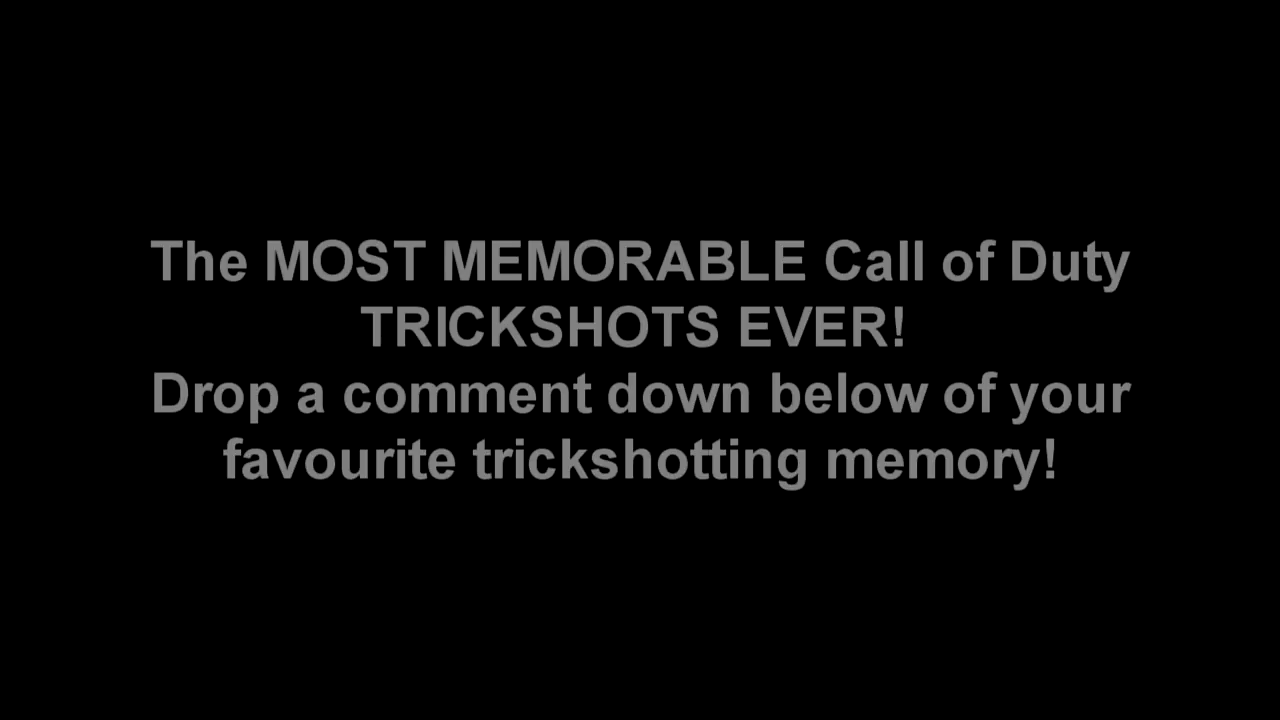 The MOST MEMORABLE Call of Duty
TRICKSHOTS EVER!
Drop a comment down below of your
favourite trickshotting memory!